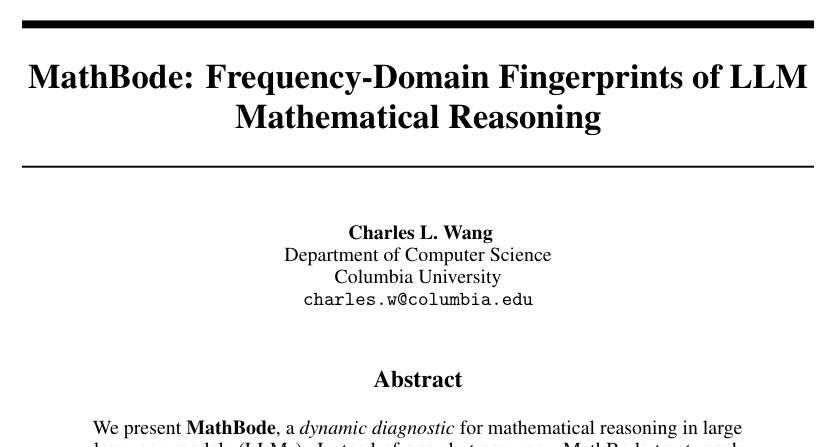 MathBode: Frequency-Domain Fingerprints of LLM
Mathematical Reasoning
Charles L. Wang
Department of Computer Science
Columbia University
charles.w@columbia.edu
Abstract
We present MathBode, a dynamic diagnostic for mathematical reasoning in large